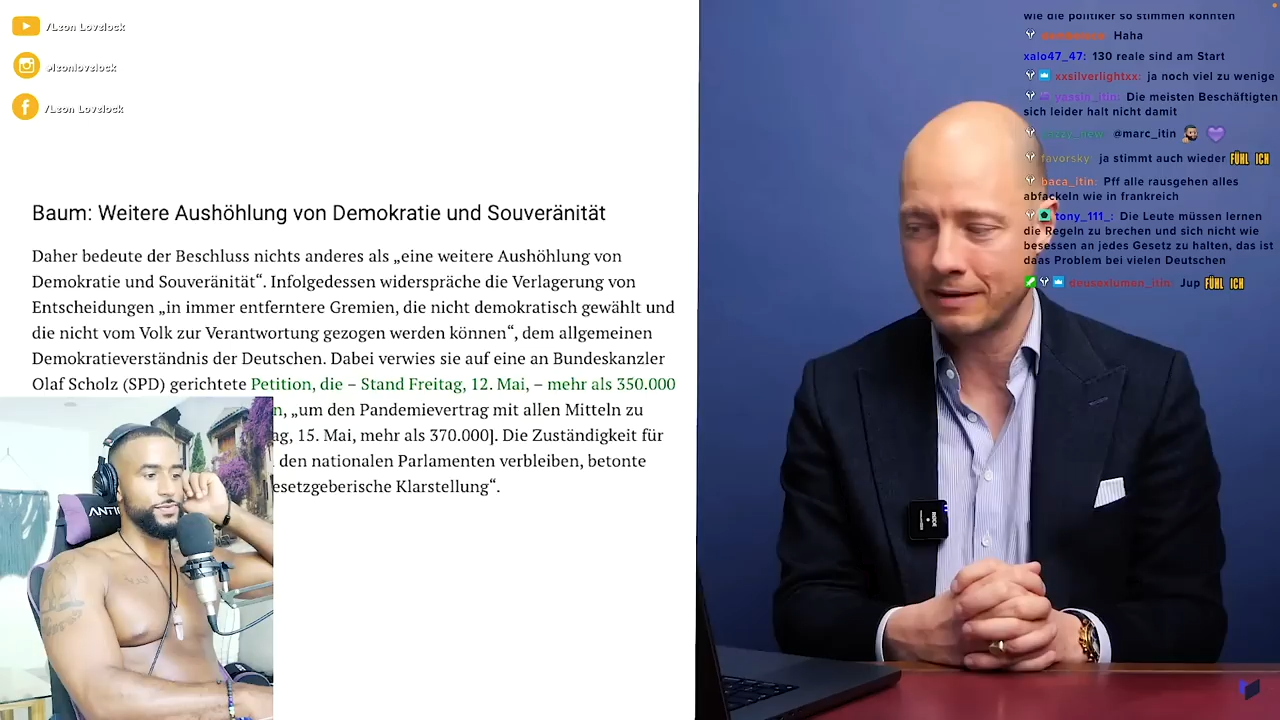 /Leon Lovelock
leonlovelock
/Leon Lovelock
Baum: Weitere Aushöhlung von Demokratie und Souveränität
Daher bedeute der Beschluss nichts anderes als „eine weitere Aushöhlung von
Demokratie und Souveränität“. Infolgedessen widerspräche die Verlagerung von
Entscheidungen „in immer entferntere Gremien, die nicht demokratisch gewählt und
die nicht vom Volk zur Verantwortung gezogen werden können“, dem allgemeinen
Demokratieverständnis der Deutschen. Dabei verwies sie auf eine an Bundeskanzler
Olaf Scholz (SPD) gerichtete Petition, die – Stand Freitag, 12. Mai, – mehr als 350.000
n, „um den Pandemievertrag mit allen Mitteln zu
ag, 15. Mai, mehr als 370.000]. Die Zuständigkeit für
den nationalen Parlamenten verbleiben, betonte
esetzgeberische Klarstellung“.
wie die politiker so stimmen könnten
Haha
xalo47_47: 130 reale sind am Start
xxsilverlightxx: ja noch viel zu wenige
yassin_itin: Die meisten Beschäftigten
sich leider halt nicht damit
@marc_itin
favorsky: ja stimmt auch wieder FÜHL ICH
baca_itin: Pff alle rausgehen alles
abfackeln wie in frankreich
tony_111_: Die Leute müssen lernen
die Regeln zu brechen und sich nicht wie
besessen an jedes Gesetz zu halten, das ist
daas Problem bei vielen Deutschen
deusexlumen_itin: Jup FÜHL ICH
RODE